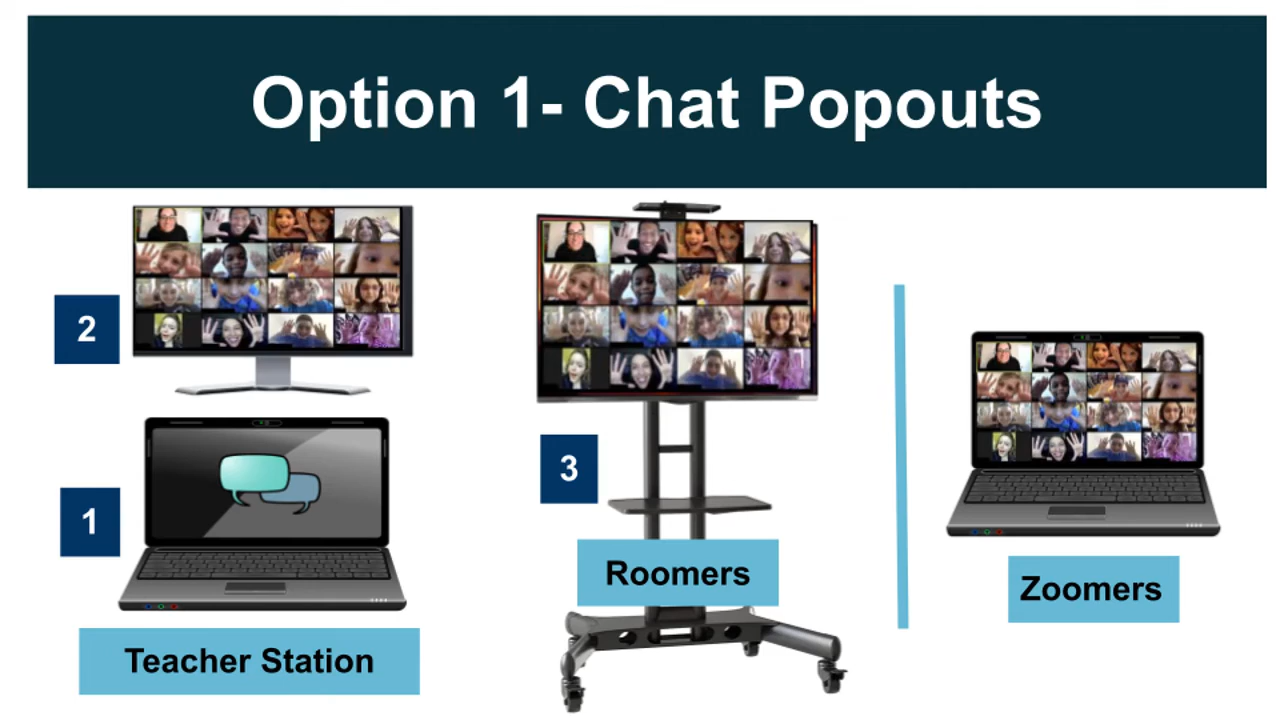 Option 1- Chat Popouts
2
1
Teacher Station
3
Roomers
Zoomers